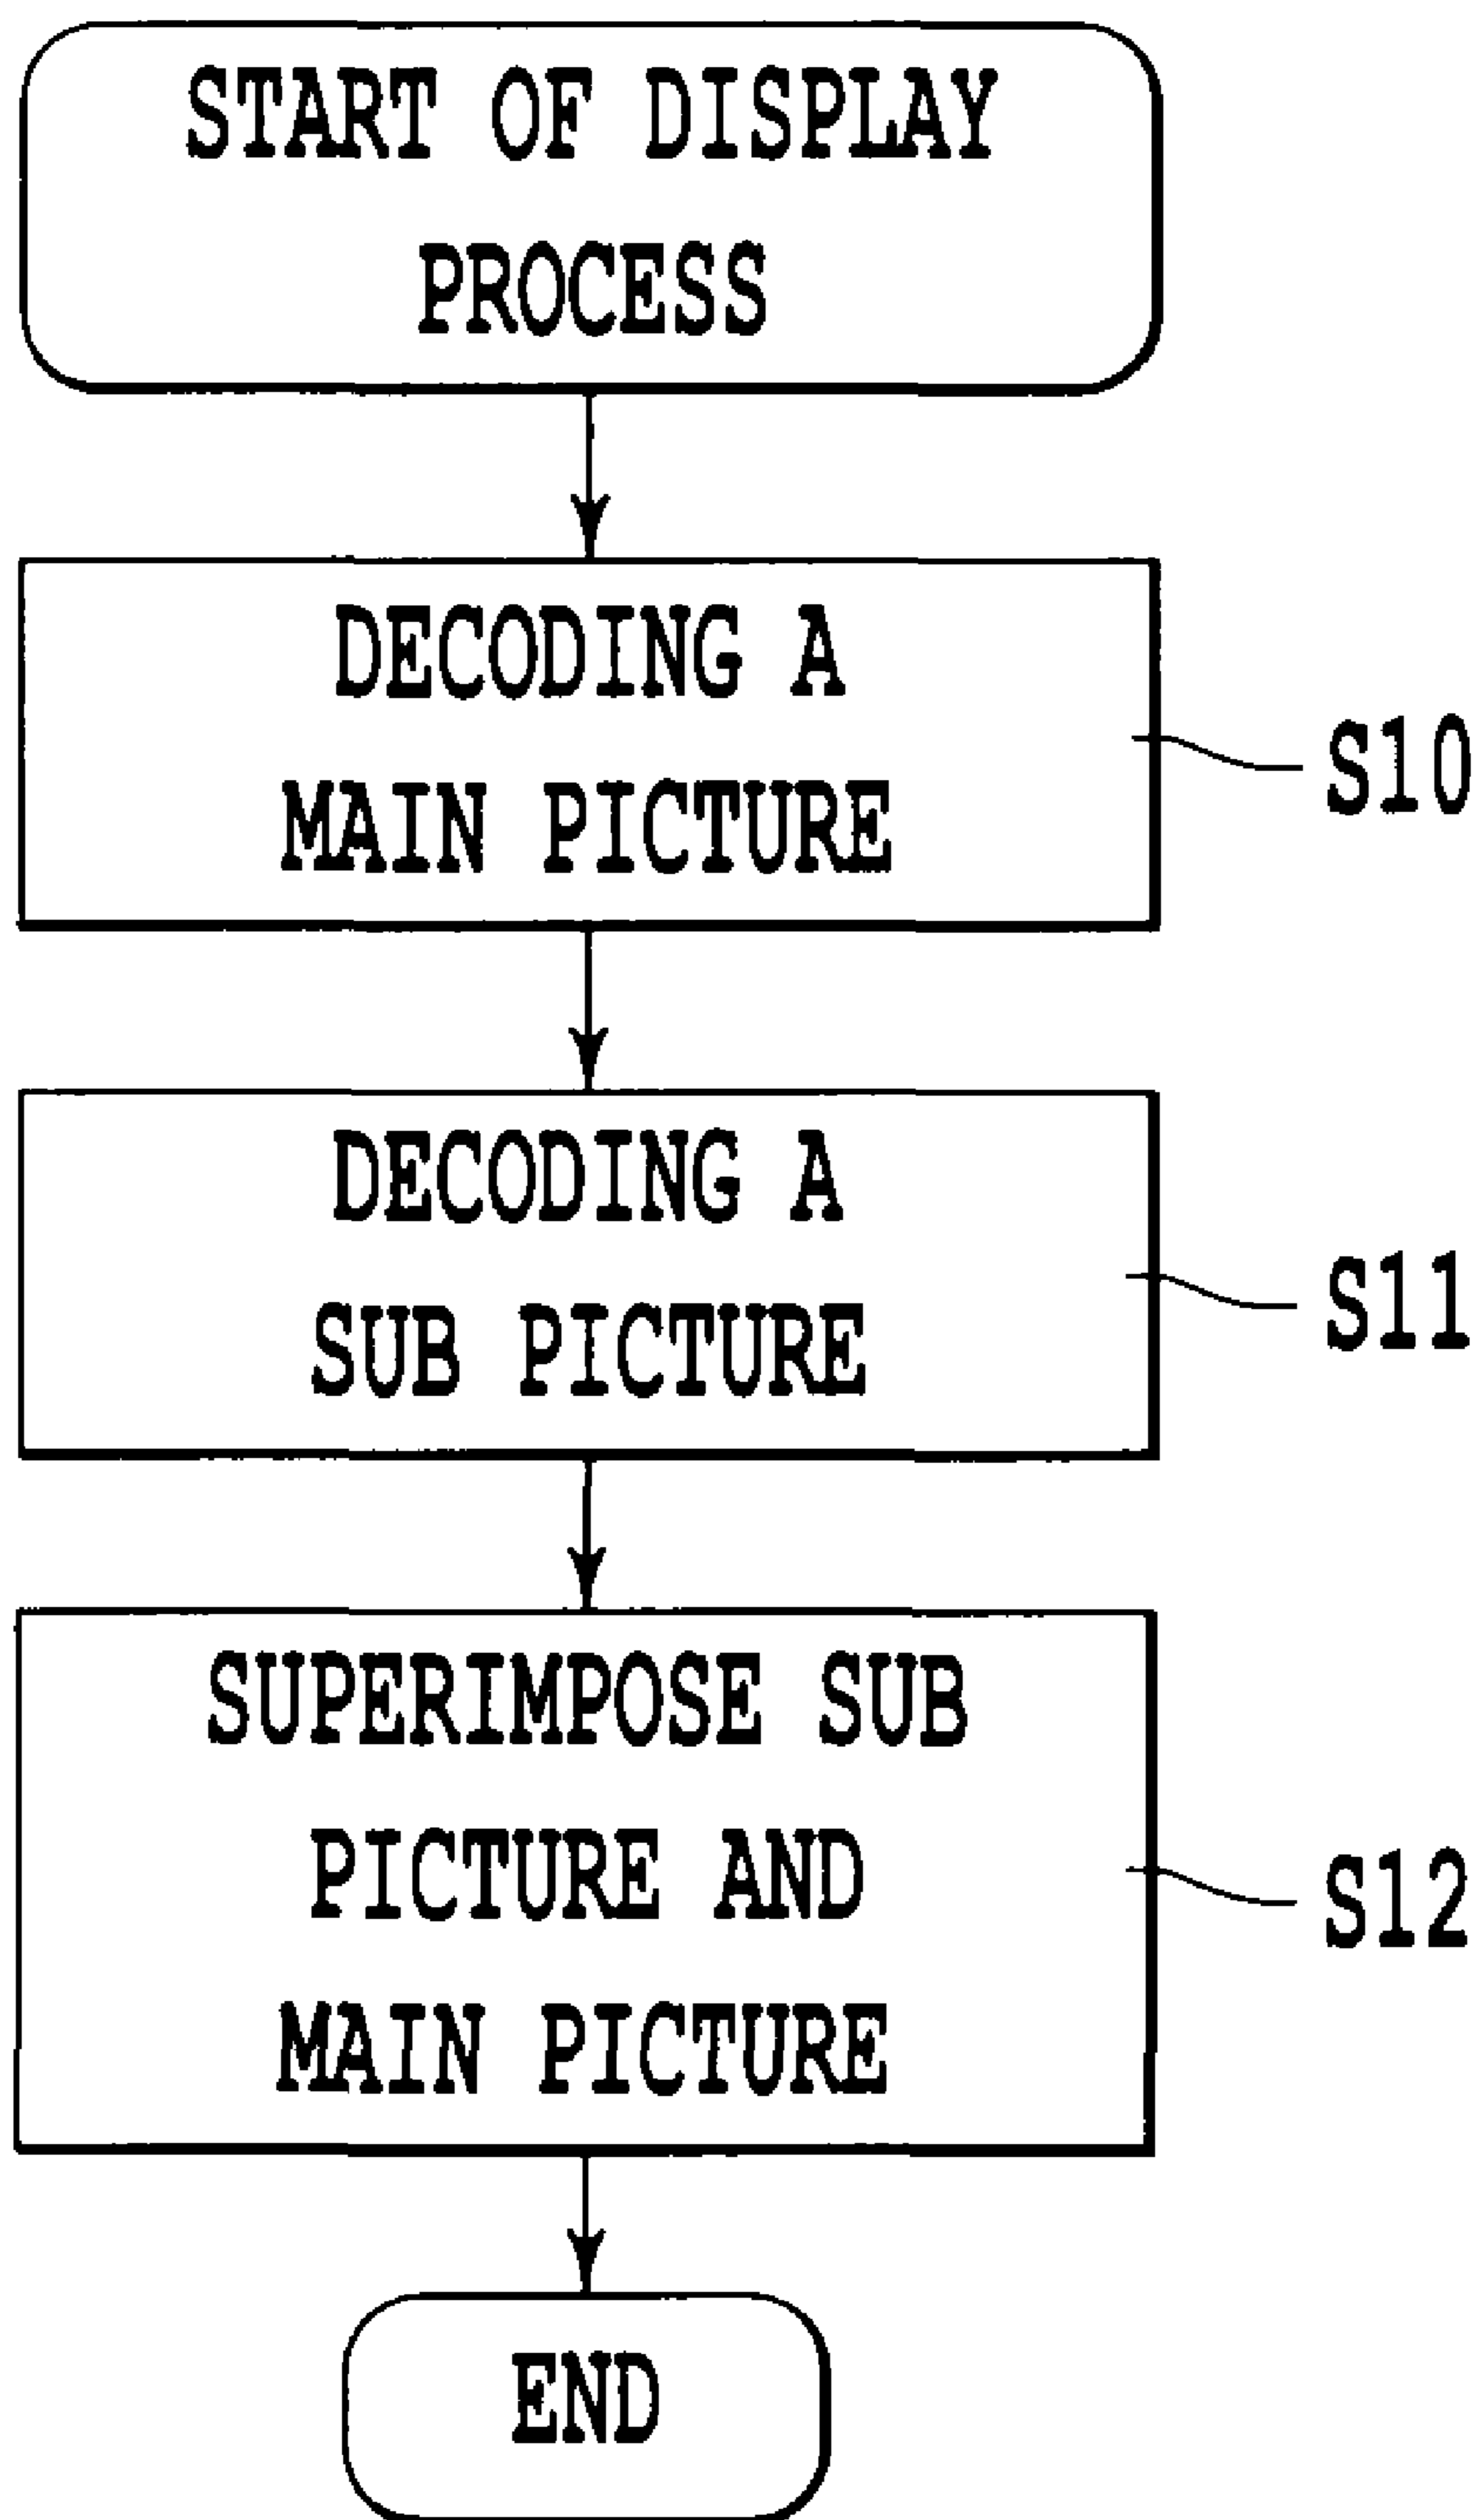 START OF DISPLAY
PROCESS
DECODING A
MAIN PICTURE
S10
DECODING A
SUB PICTURE
S11
SUPERIMPOSE SUB
PICTURE AND
MAIN PICTURE
S12
END